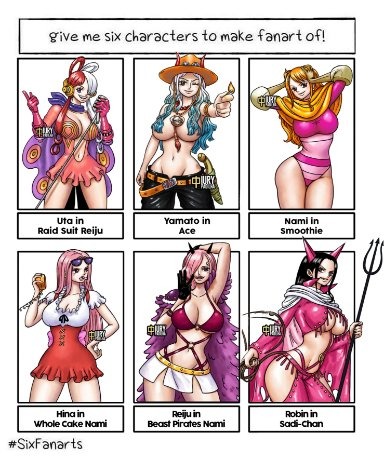 give me six characters to make fanart of!
Uta in
Raid Suit Reiju
Yamato in
Ace
Nami in
Smoothie
Hina in
Whole Cake Nami
Reiju in
Beast Pirates Nami
Robin in
Sadi-Chan
#SixFanarts